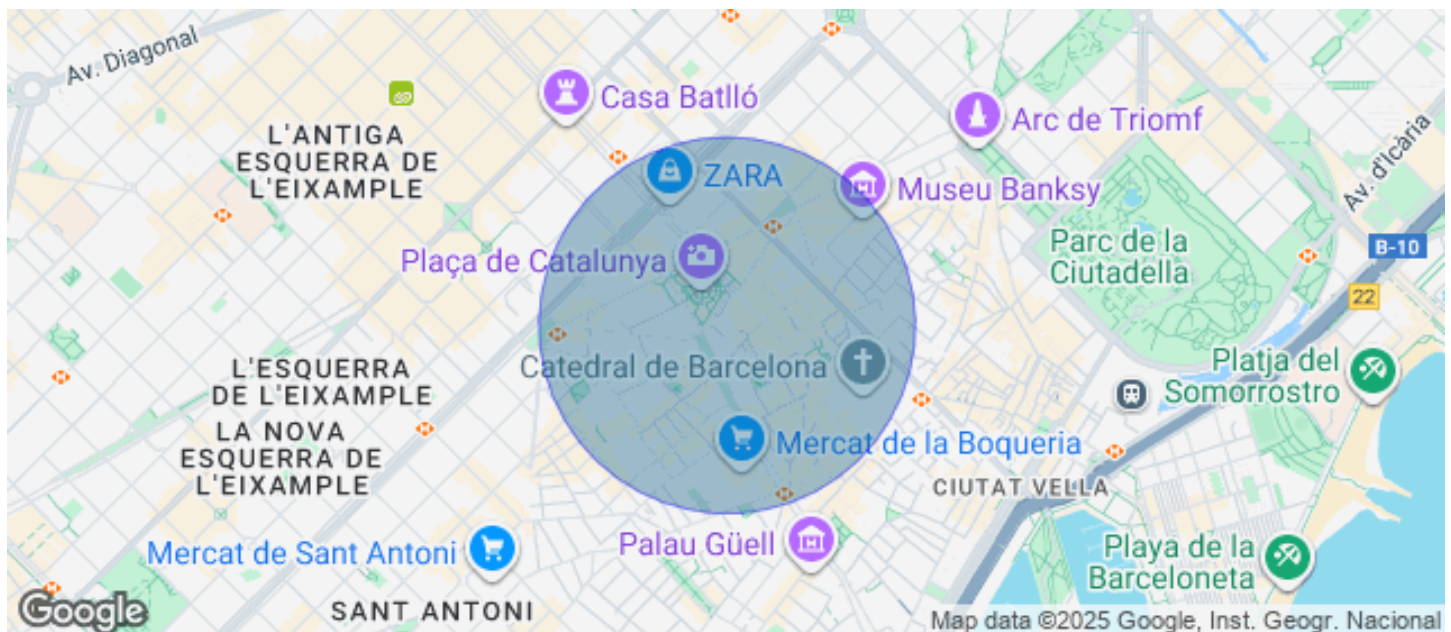 Av. Diagonal
Casa Batlló
Arc de Triomf
L'ANTIGA
ESQUERRA DE
L'EIXAMPLE
ZARA
Museu Banksy
Av. d'Icària
Plaça de Catalunya
Parc de la
Ciutadella
B-10
22
L'ESQUERRA
DE L'EIXAMPLE
Catedral de Barcelona
Platja del
Somorrostro
LA NOVA
ESQUERRA DE
L'EIXAMPLE
Mercat de la Boqueria
CIUTAT VELLA
Mercat de Sant Antoni
Palau Güell
Playa de la
Barceloneta
SANT ANTONI
Google
Map data ©2025 Google, Inst. Geogr. Nacional